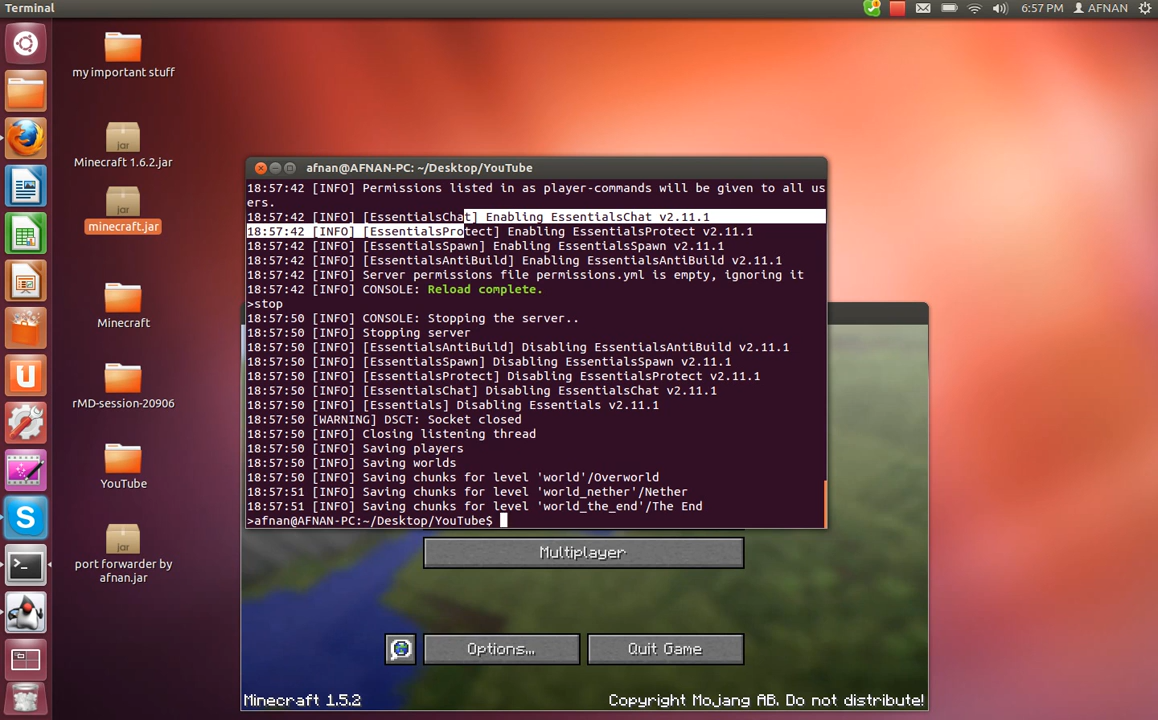 Terminal
6:57 PM AFNAN
my important stuff
jar
Minecraft 1.6.2.jar
jar
minecraft.jar
Minecraft
rMD-session-20906
YouTube
jar
port forwarder by
afnan.jar
afnan@AFNAN-PC: ~/Desktop/YouTube
18:57:42 [INFO] Permissions listed in as player-commands will be given to all us
ers.
18:57:42 [INFO] [EssentialsChat] Enabling EssentialsChat v2.11.1
18:57:42 [INFO] [EssentialsProtect] Enabling EssentialsProtect v2.11.1
18:57:42 [INFO] [EssentialsSpawn] Enabling EssentialsSpawn v2.11.1
18:57:42 [INFO] [EssentialsAntiBuild] Enabling EssentialsAntiBuild v2.11.1
18:57:42 [INFO] Server permissions file permissions.yml is empty, ignoring it
18:57:42 [INFO] CONSOLE: Reload complete.
>stop
18:57:50 [INFO] CONSOLE: Stopping the server..
18:57:50 [INFO] Stopping server
18:57:50 [INFO] [EssentialsAntiBuild] Disabling EssentialsAntiBuild v2.11.1
18:57:50 [INFO] [EssentialsSpawn] Disabling EssentialsSpawn v2.11.1
18:57:50 [INFO] [EssentialsProtect] Disabling EssentialsProtect v2.11.1
18:57:50 [INFO] [EssentialsChat] Disabling EssentialsChat v2.11.1
18:57:50 [INFO] [Essentials] Disabling Essentials v2.11.1
18:57:50 [WARNING] DSCT: Socket closed
18:57:50 [INFO] Closing listening thread
18:57:50 [INFO] Saving players
18:57:50 [INFO] Saving worlds
18:57:50 [INFO] Saving chunks for level 'world'/Overworld
18:57:51 [INFO] Saving chunks for level 'world_nether'/Nether
18:57:51 [INFO] Saving chunks for level 'world_the_end'/The End
>afnan@AFNAN-PC:~/Desktop/YouTube$
Multiplayer
Options...
Quit Game
Minecraft 1.5.2
Copyright Mojang AB. Do not distribute!